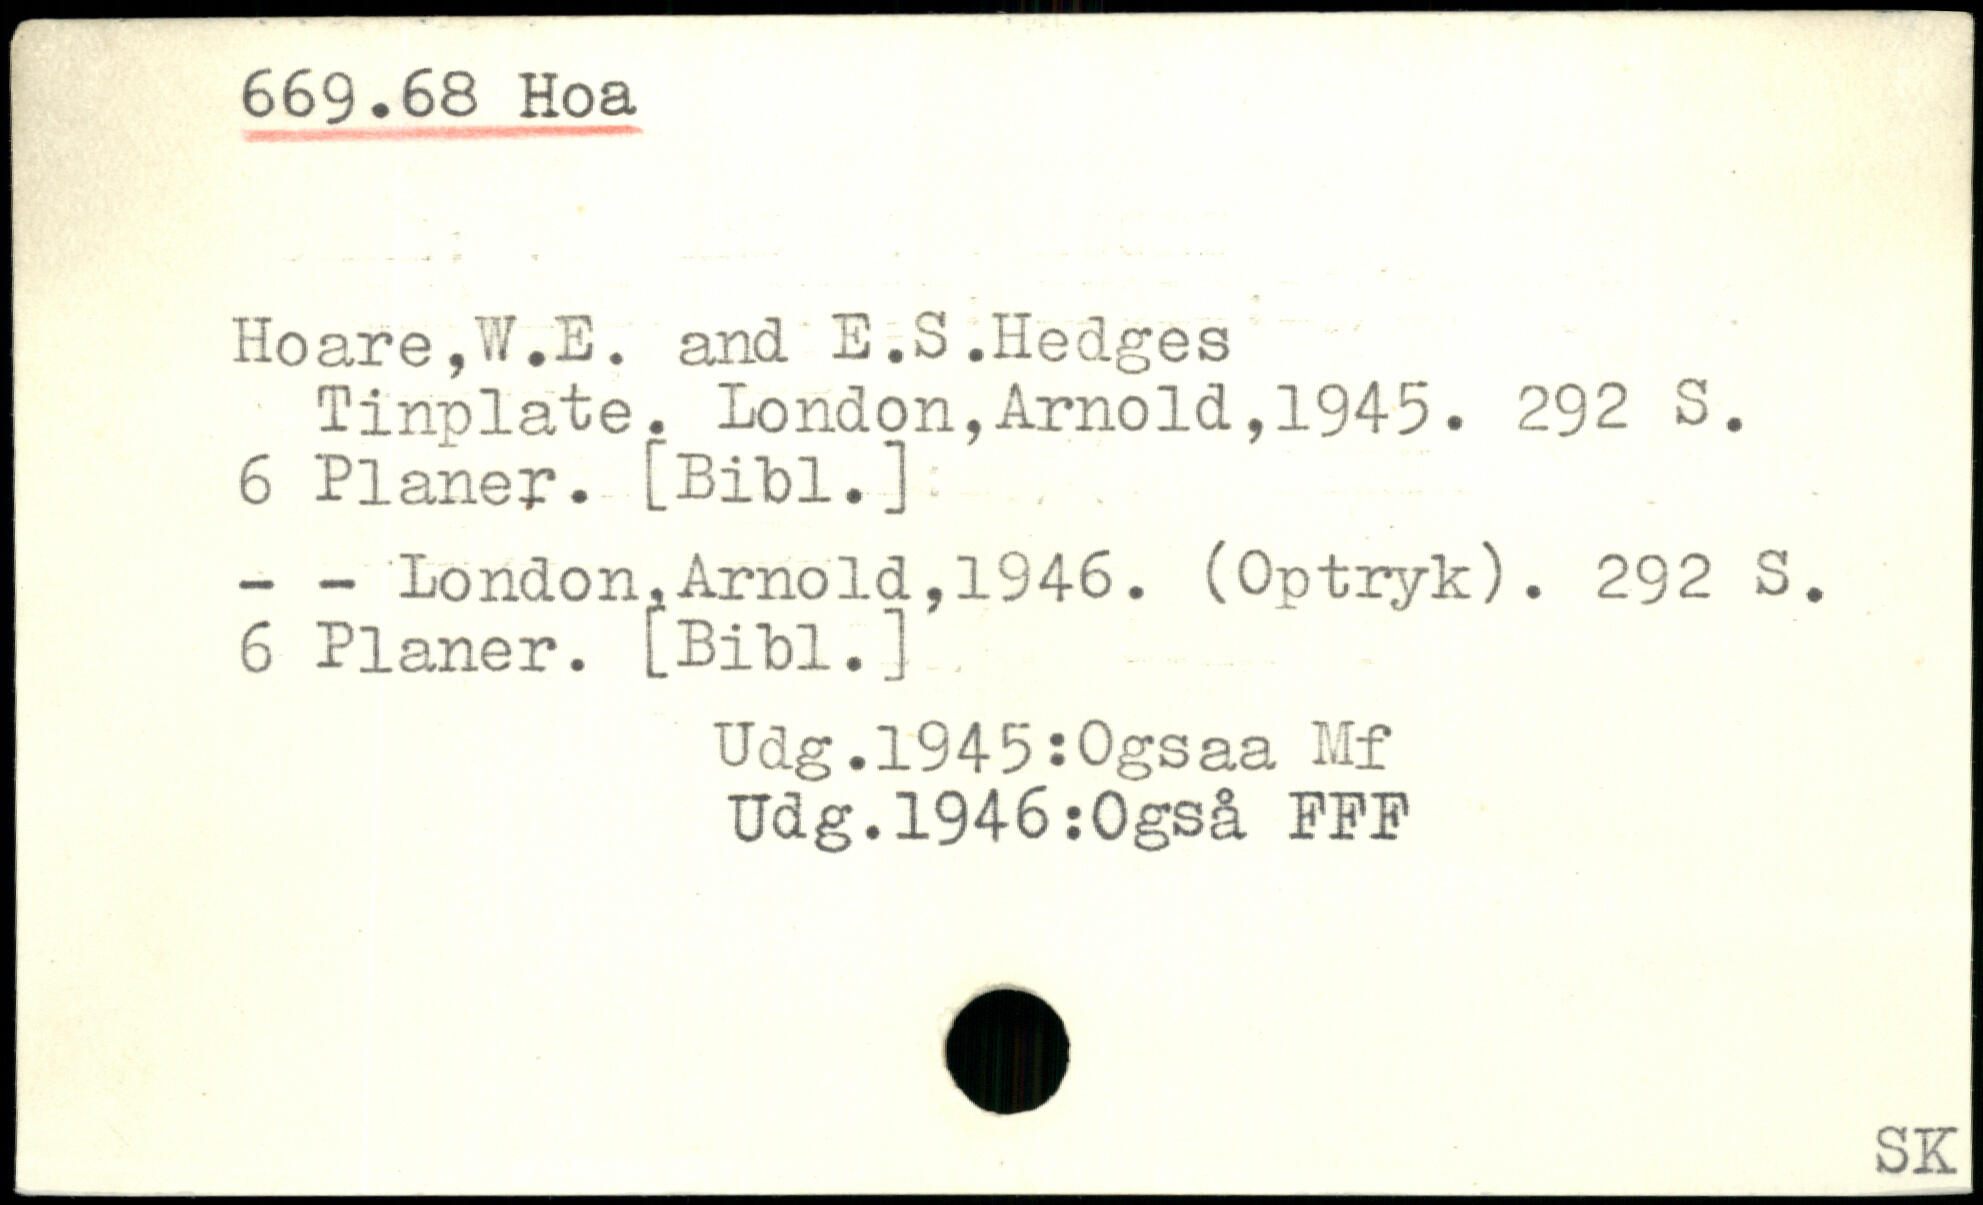 669.68 Hoa
Hoare,W.E. and E.S.Hedges
Tinplate. London,Arnold,1945. 292 S.
6 Planer. [Bibl.]
- - London,Arnold,1946. (Optryk). 292 S.
6 Planer. [Bibl.]
Udg.1945:Ogsaa Mf
Udg.1946:Også FFF
SK